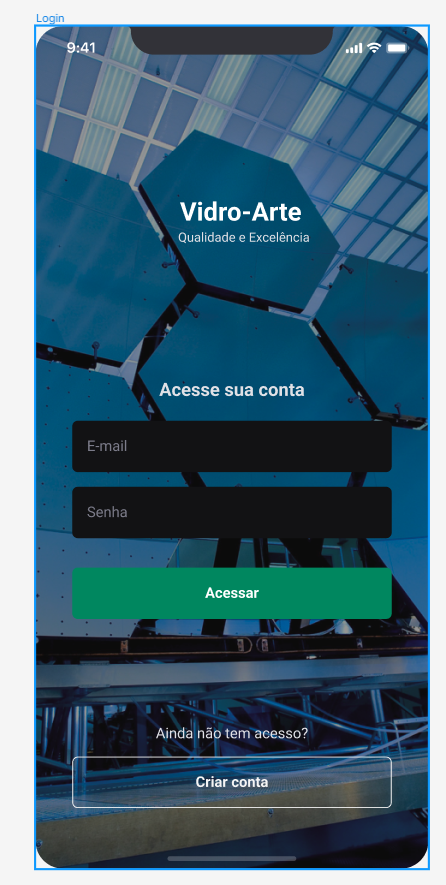 Login
9:41
Vidro-Arte
Qualidade e Excelência
Acesse sua conta
E-mail
Senha
Acessar
Ainda não tem acesso?
Criar conta